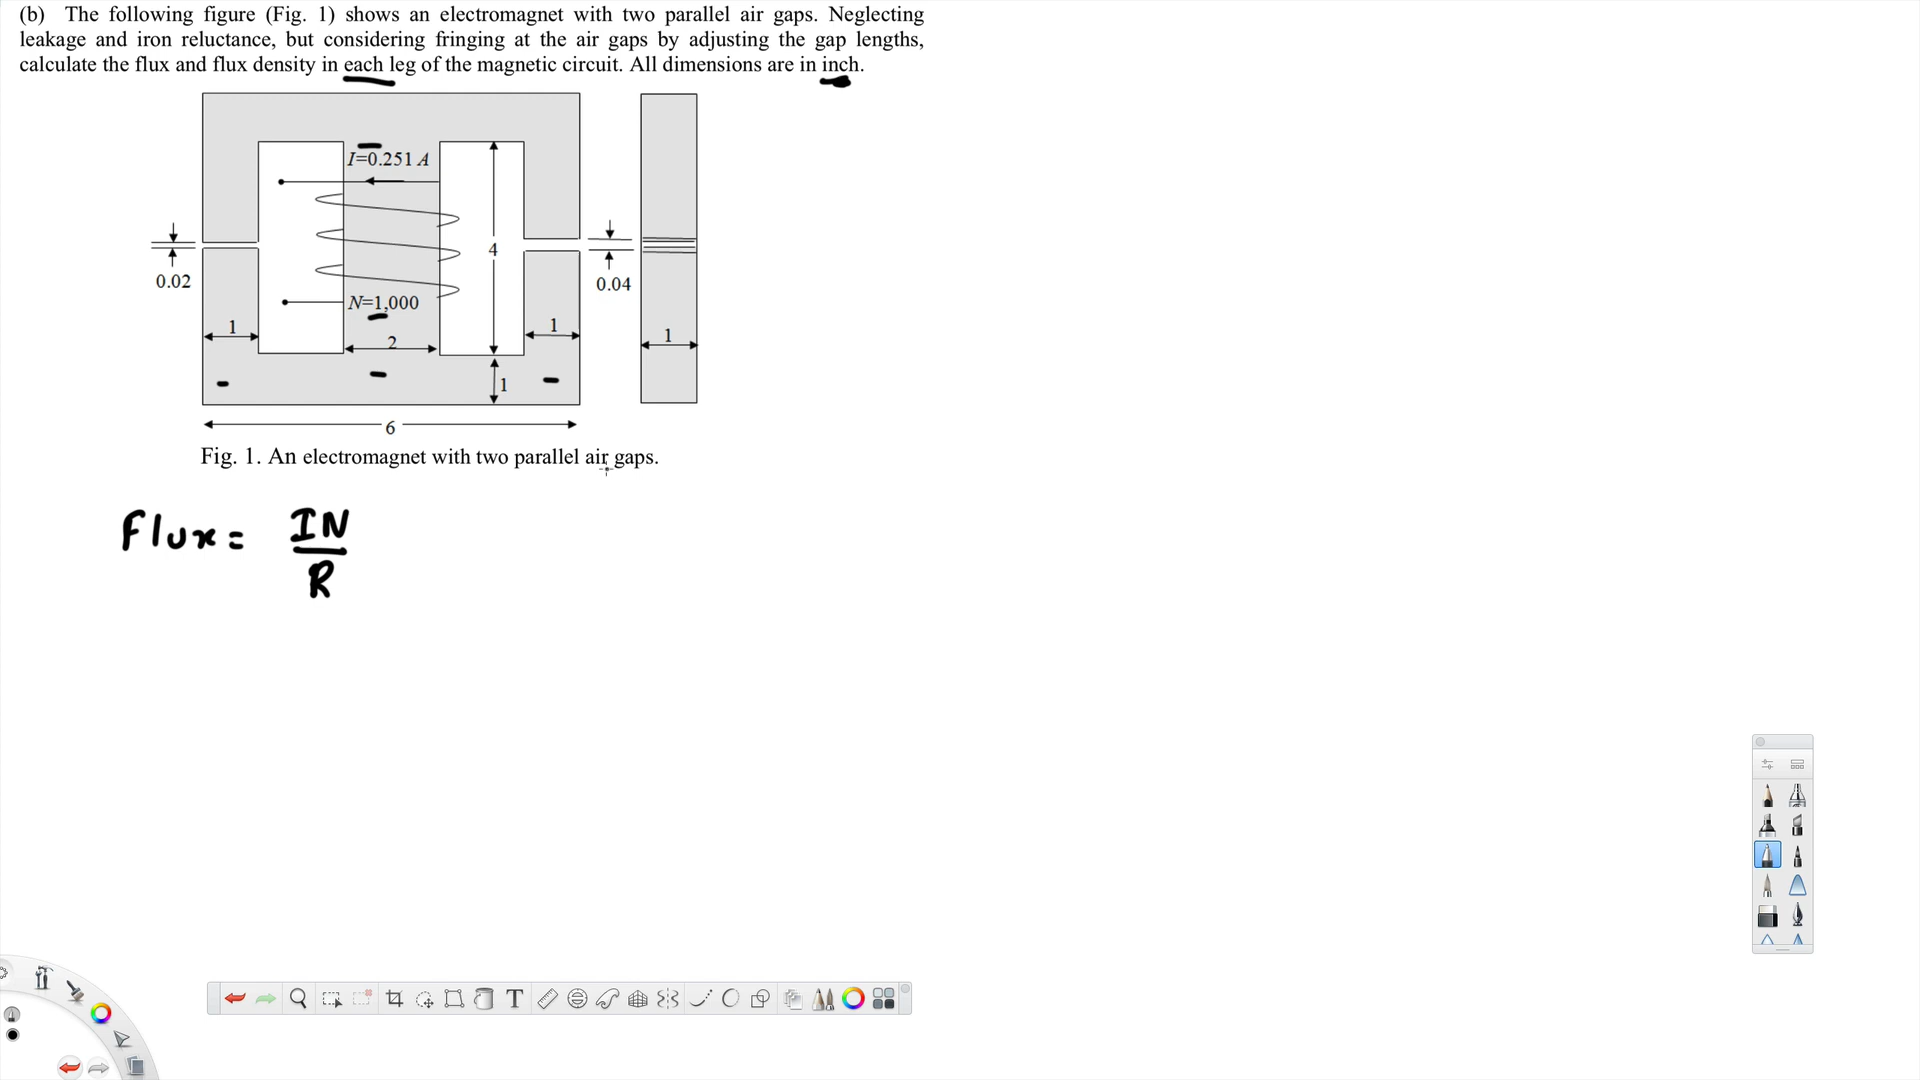 (b) The following figure (Fig. 1) shows an electromagnet with two parallel air gaps. Neglecting
leakage and iron reluctance, but considering fringing at the air gaps by adjusting the gap lengths,
calculate the flux and flux density in each leg of the magnetic circuit. All dimensions are in inch.
I=0.251 A
4
0.02
0.04
N=1,000
1
2
1
1
1
6
Fig. 1. An electromagnet with two parallel air gaps.
Flux= IN
R
T